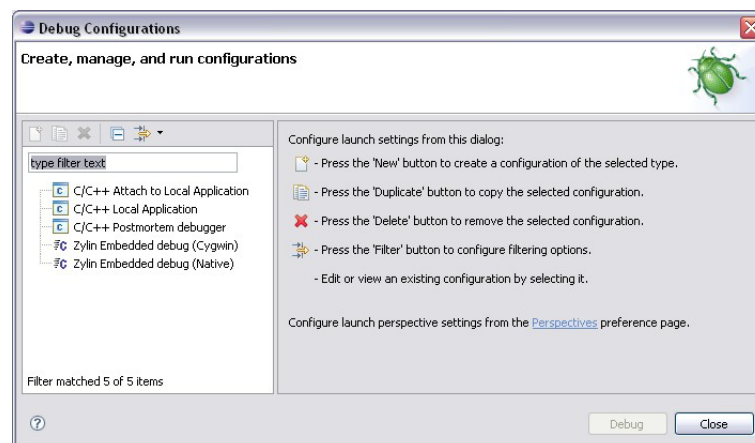 Debug Configurations
Create, manage, and run configurations
type filter text
C/C++ Attach to Local Application
C/C++ Local Application
C/C++ Postmortem debugger
Zylin Embedded debug (Cygwin)
Zylin Embedded debug (Native)
Filter matched 5 of 5 items
Configure launch settings from this dialog:
- Press the 'New' button to create a configuration of the selected type.
- Press the 'Duplicate' button to copy the selected configuration.
- Press the 'Delete' button to remove the selected configuration.
- Press the 'Filter' button to configure filtering options.
- Edit or view an existing configuration by selecting it.
Configure launch perspective settings from the Perspectives preference page.
Debug
Close